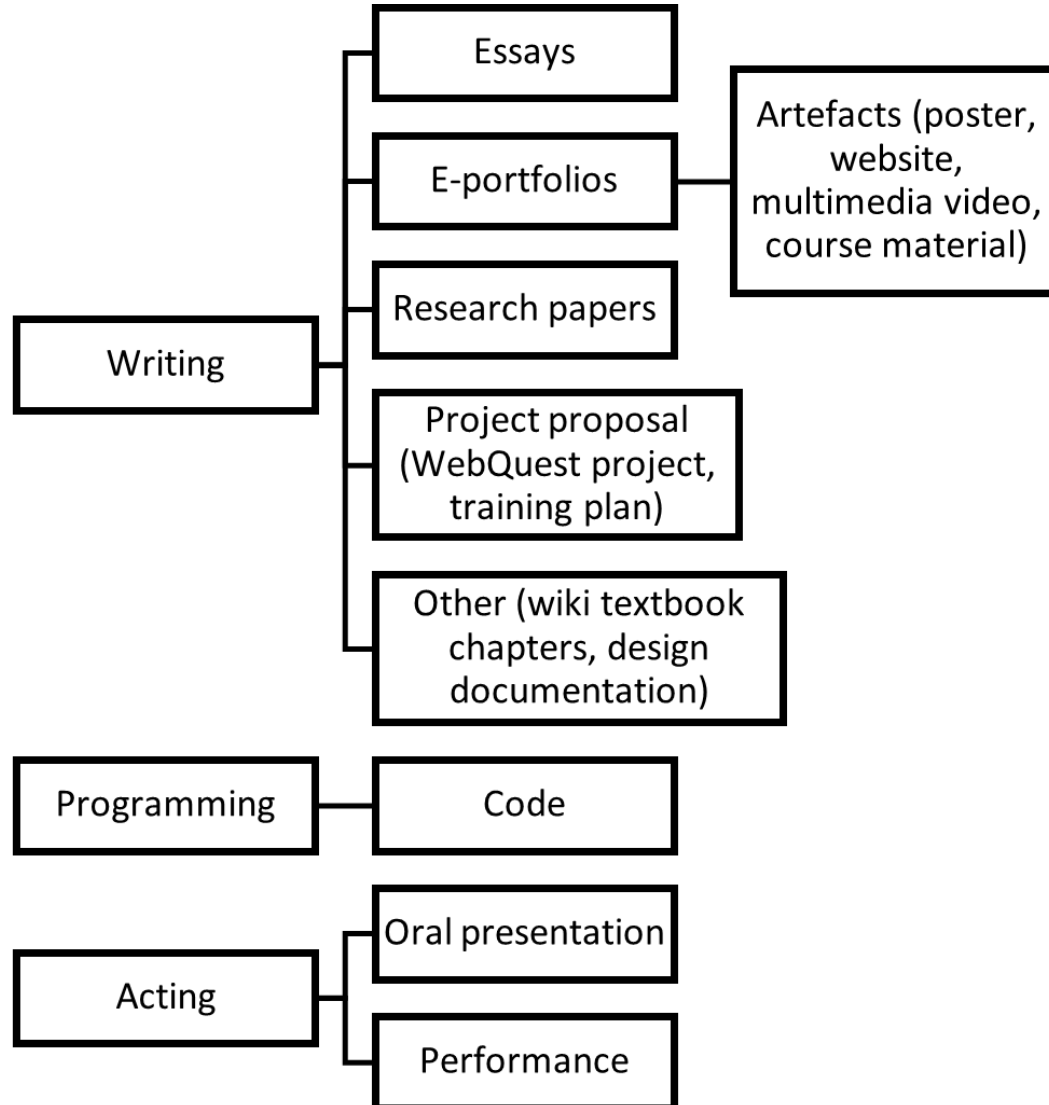 Writing
Essays
E-portfolios
Artefacts (poster,
website,
multimedia video,
course material)
Research papers
Project proposal
(WebQuest project,
training plan)
Other (wiki textbook
chapters, design
documentation)
Programming
Code
Acting
Oral presentation
Performance